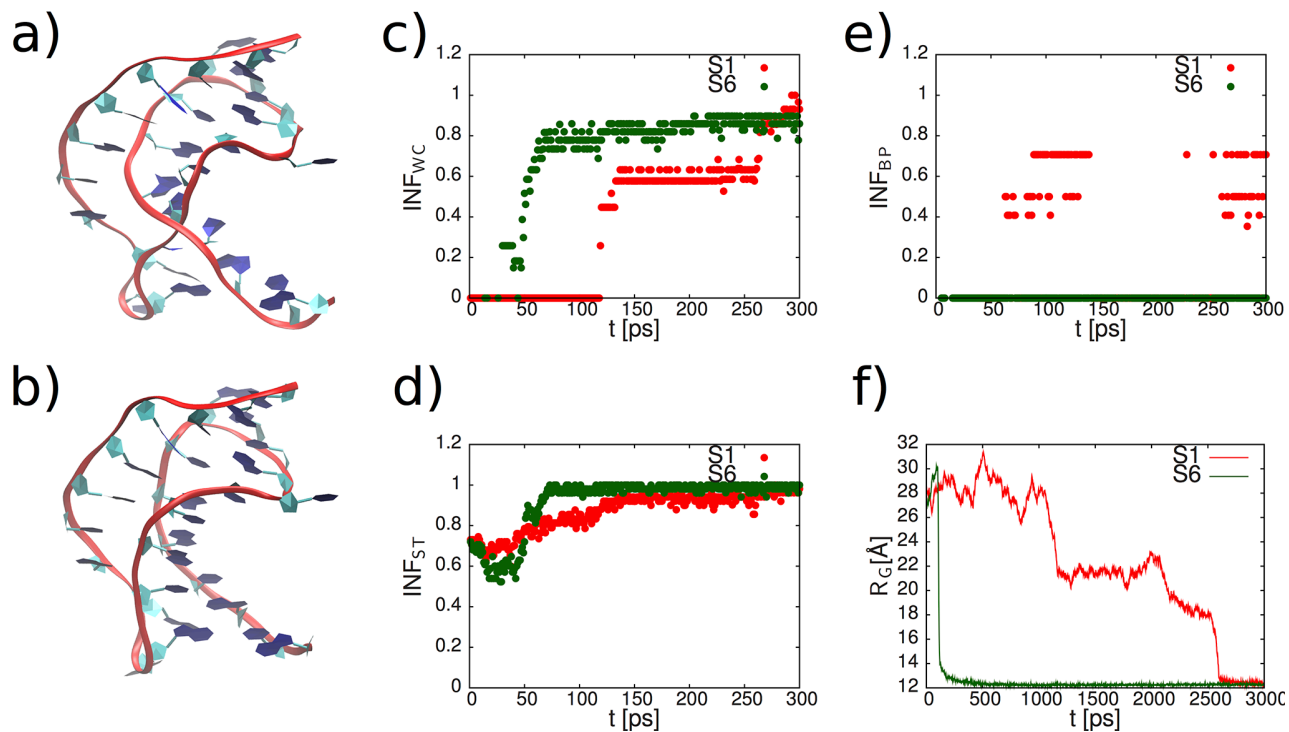 a)
b)
c)
INF_WC
1.2
1
0.8
0.6
0.4
0.2
0
S1
S6
0 50 100 150 200 250 300
t [ps]
e)
INF_BP
1.2
1
0.8
0.6
0.4
0.2
0
S1
S6
0 50 100 150 200 250 300
t [ps]
d)
INF_ST
1.2
1
0.8
0.6
0.4
0.2
0
S1
S6
0 50 100 150 200 250 300
t [ps]
f)
R_G[Å]
32
30
28
26
24
22
20
18
16
14
12
S1
S6
0 500 1000 1500 2000 2500 3000
t [ps]